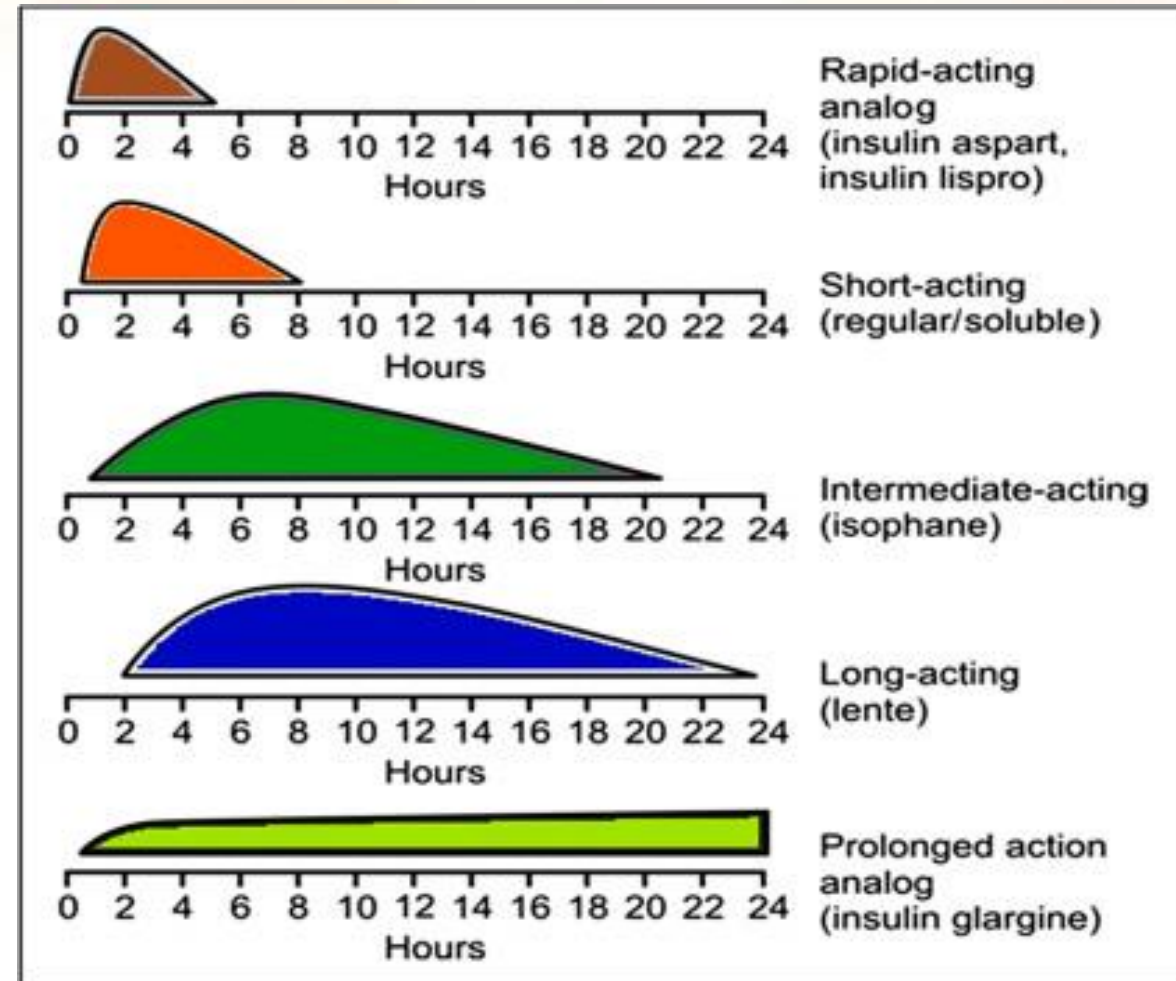 0 2 4 6 8 10 12 14 16 18 20 22 24
Hours
Rapid-acting
analog
(insulin aspart,
insulin lispro)
0 2 4 6 8 10 12 14 16 18 20 22 24
Hours
Short-acting
(regular/soluble)
0 2 4 6 8 10 12 14 16 18 20 22 24
Hours
Intermediate-acting
(isophane)
0 2 4 6 8 10 12 14 16 18 20 22 24
Hours
Long-acting
(lente)
0 2 4 6 8 10 12 14 16 18 20 22 24
Hours
Prolonged action
analog
(insulin glargine)